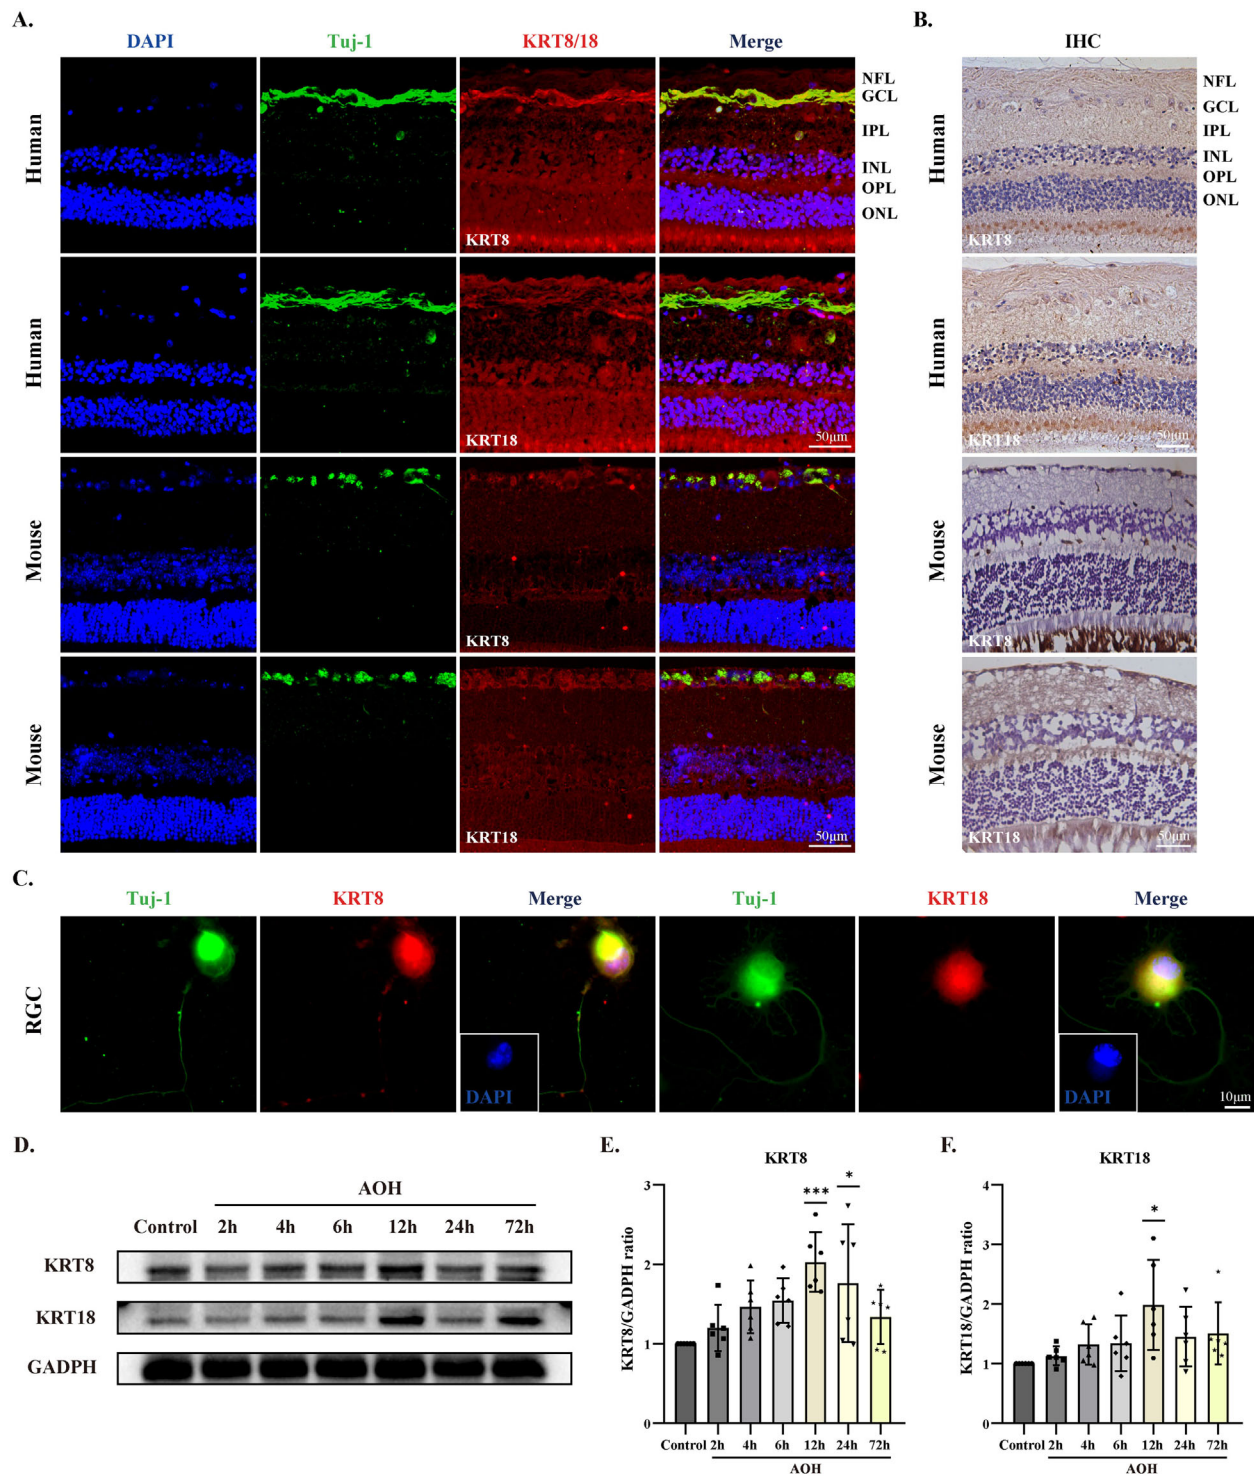 A.
B.
DAPI Tuj-1 KRT8/18 Merge
IHC
Human
NFL
GCL
IPL
INL
OPL
ONL
KRT8
Human
NFL
GCL
IPL
INL
OPL
ONL
KRT8
Human
KRT18
50μm
Human
KRT18
50μm
Mouse
KRT8
Mouse
KRT8
Mouse
KRT18
50μm
Mouse
KRT18
50μm
C.
Tuj-1 KRT8 Merge Tuj-1 KRT18 Merge
RGC
DAPI
DAPI
10μm
D.
AOH
Control 2h 4h 6h 12h 24h 72h
KRT8
KRT18
GADPH
E.
KRT8
KRT8/GADPH ratio
3
2
1
0
***
*
Control 2h 4h 6h 12h 24h 72h
AOH
F.
KRT18
KRT18/GADPH ratio
4
3
2
1
0
*
Control 2h 4h 6h 12h 24h 72h
AOH